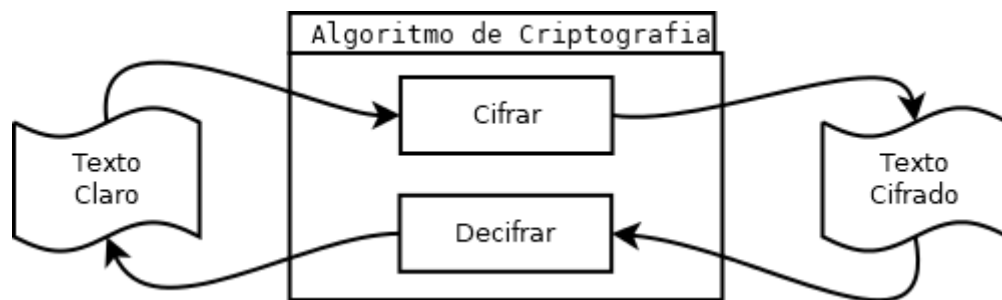 Algoritmo de Criptografia
Cifrar
Texto
Claro
Texto
Cifrado
Decifrar